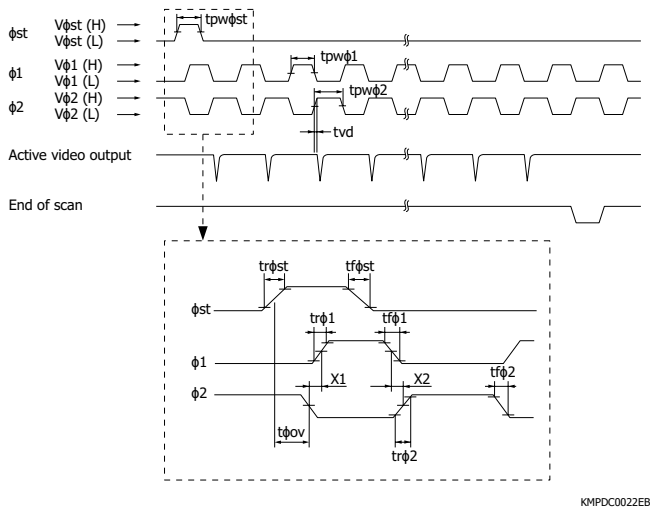 tpwϕst
ϕst
Vϕst (H)
Vϕst (L)
tpwϕ1
ϕ1
Vϕ1 (H)
Vϕ1 (L)
tpwϕ2
ϕ2
Vϕ2 (H)
Vϕ2 (L)
tvd
Active video output
End of scan
trϕst
tfϕst
ϕst
trϕ1
tfϕ1
ϕ1
X1
X2
tfϕ2
ϕ2
tϕov
trϕ2
KMPDC0022EB